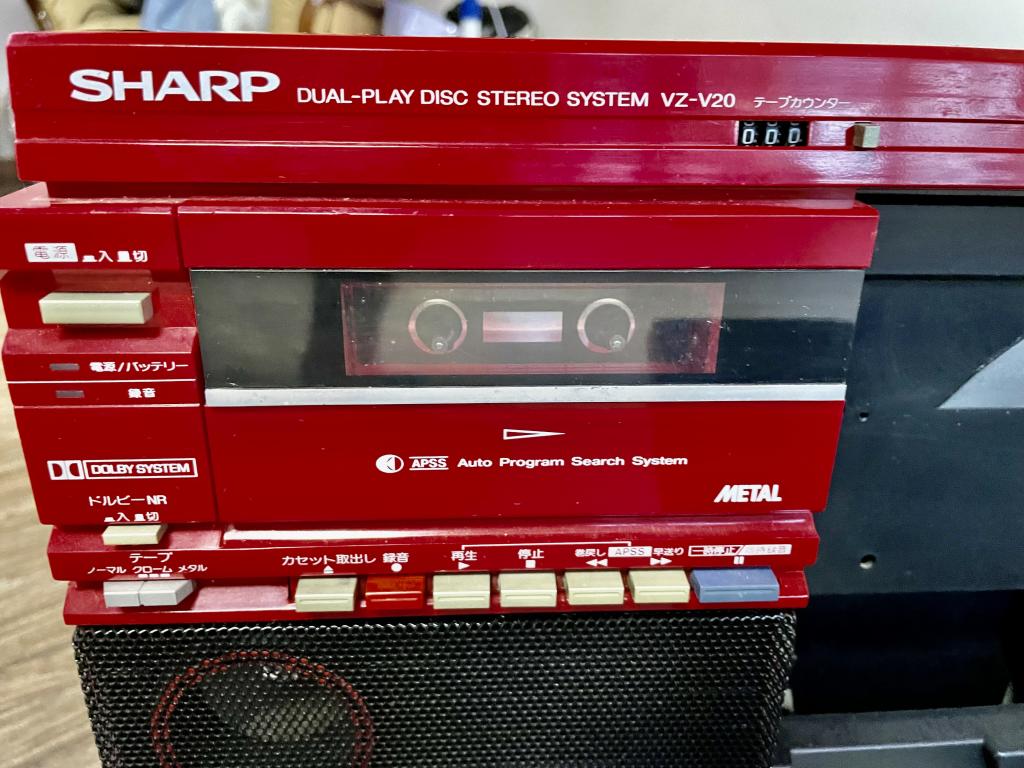 SHARP DUAL-PLAY DISC STEREO SYSTEM VZ-V20 テープカウンター
000
電源 入 切
電源/バッテリー
録音
DOLBY SYSTEM
ドルビーNR
入 切
APSS Auto Program Search System
METAL
テープ
ノーマル クローム メタル
カセット取出し 録音 再生 停止 巻戻し APSS 早送り 一時停止/